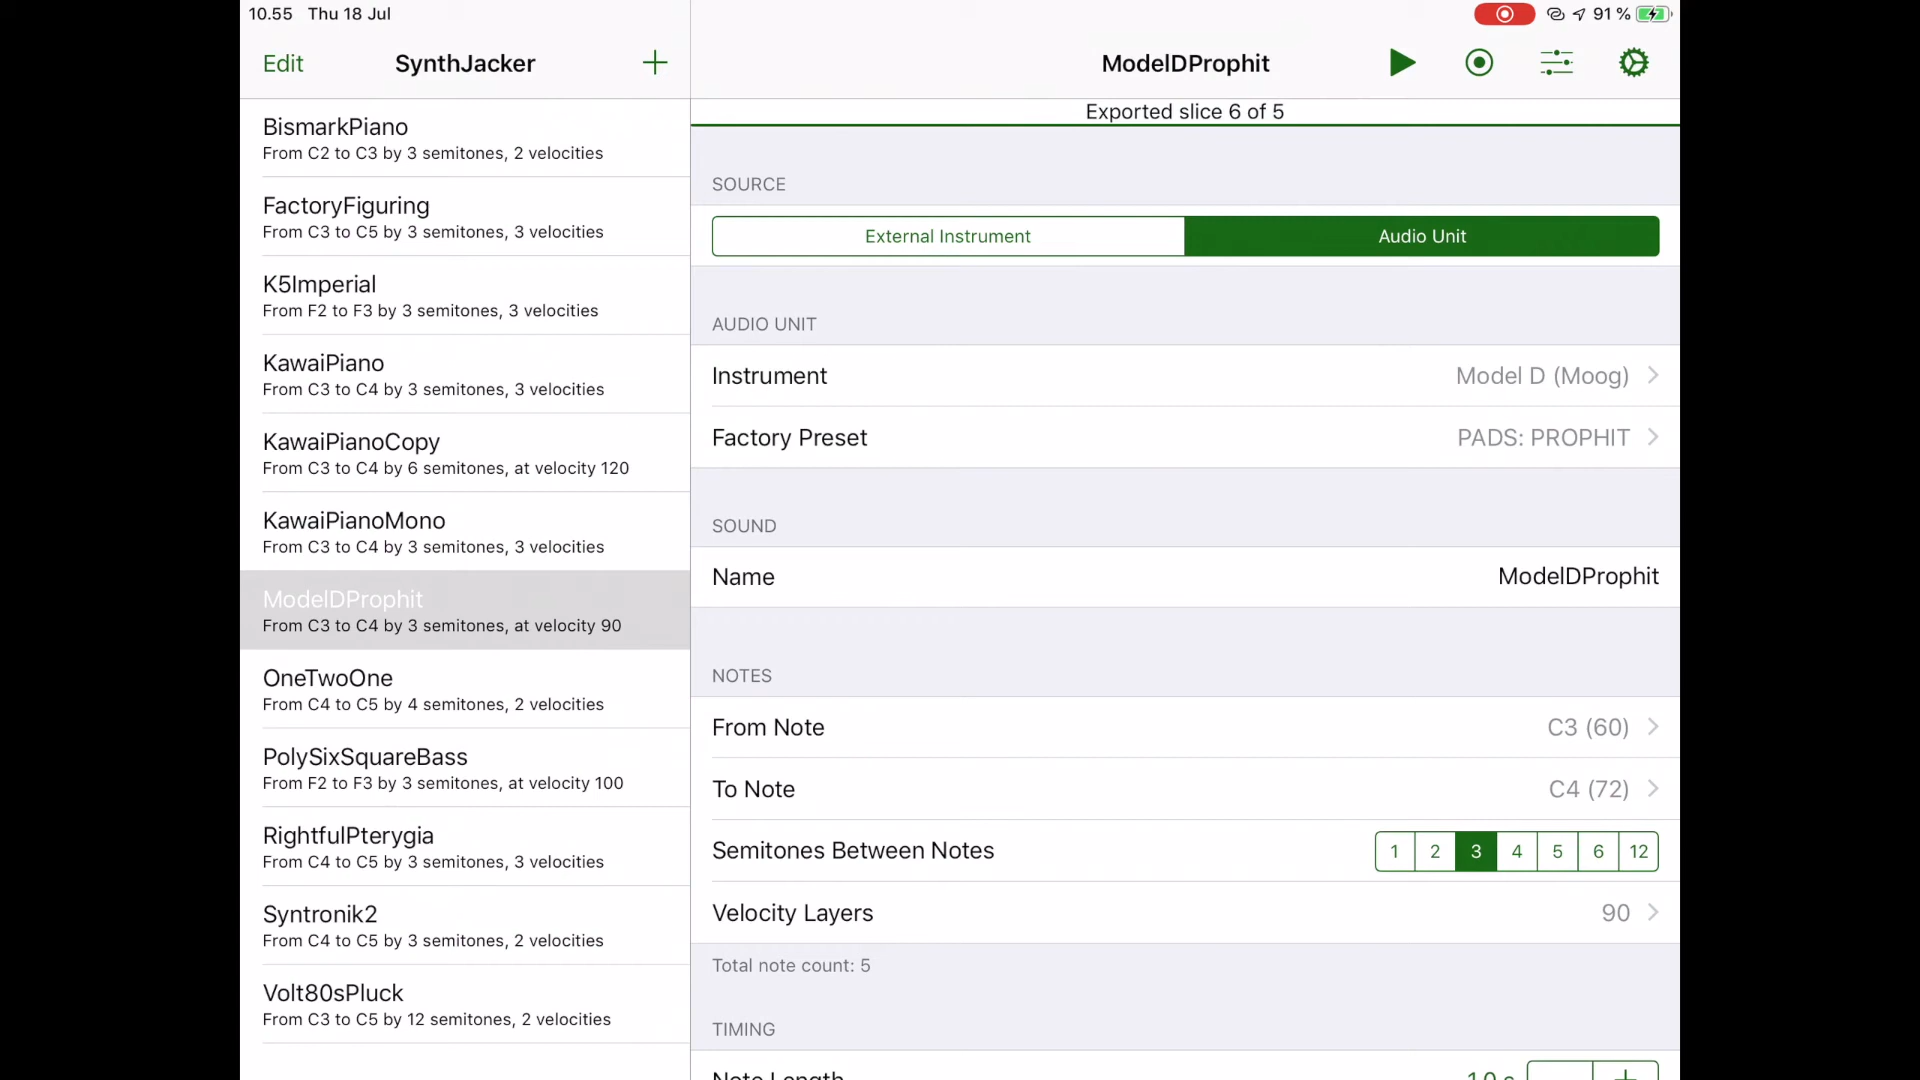 10.55 Thu 18 Jul
91 %
Edit
SynthJacker
ModelDProphit
Exported slice 6 of 5
BismarkPiano
From C2 to C3 by 3 semitones, 2 velocities
FactoryFiguring
From C3 to C5 by 3 semitones, 3 velocities
K5Imperial
From F2 to F3 by 3 semitones, 3 velocities
KawaiPiano
From C3 to C4 by 3 semitones, 3 velocities
KawaiPianoCopy
From C3 to C4 by 6 semitones, at velocity 120
KawaiPianoMono
From C3 to C4 by 3 semitones, 3 velocities
ModelDProphit
From C3 to C4 by 3 semitones, at velocity 90
OneTwoOne
From C4 to C5 by 4 semitones, 2 velocities
PolySixSquareBass
From F2 to F3 by 3 semitones, at velocity 100
RightfulPterygia
From C4 to C5 by 3 semitones, 3 velocities
Syntronik2
From C4 to C5 by 3 semitones, 2 velocities
Volt80sPluck
From C3 to C5 by 12 semitones, 2 velocities
SOURCE
External Instrument
Audio Unit
AUDIO UNIT
Instrument
Model D (Moog)
Factory Preset
PADS: PROPHIT
SOUND
Name
ModelDProphit
NOTES
From Note
C3 (60)
To Note
C4 (72)
Semitones Between Notes
1 2 3 4 5 6 12
Velocity Layers
90
Total note count: 5
TIMING
Note Length
1.0 s